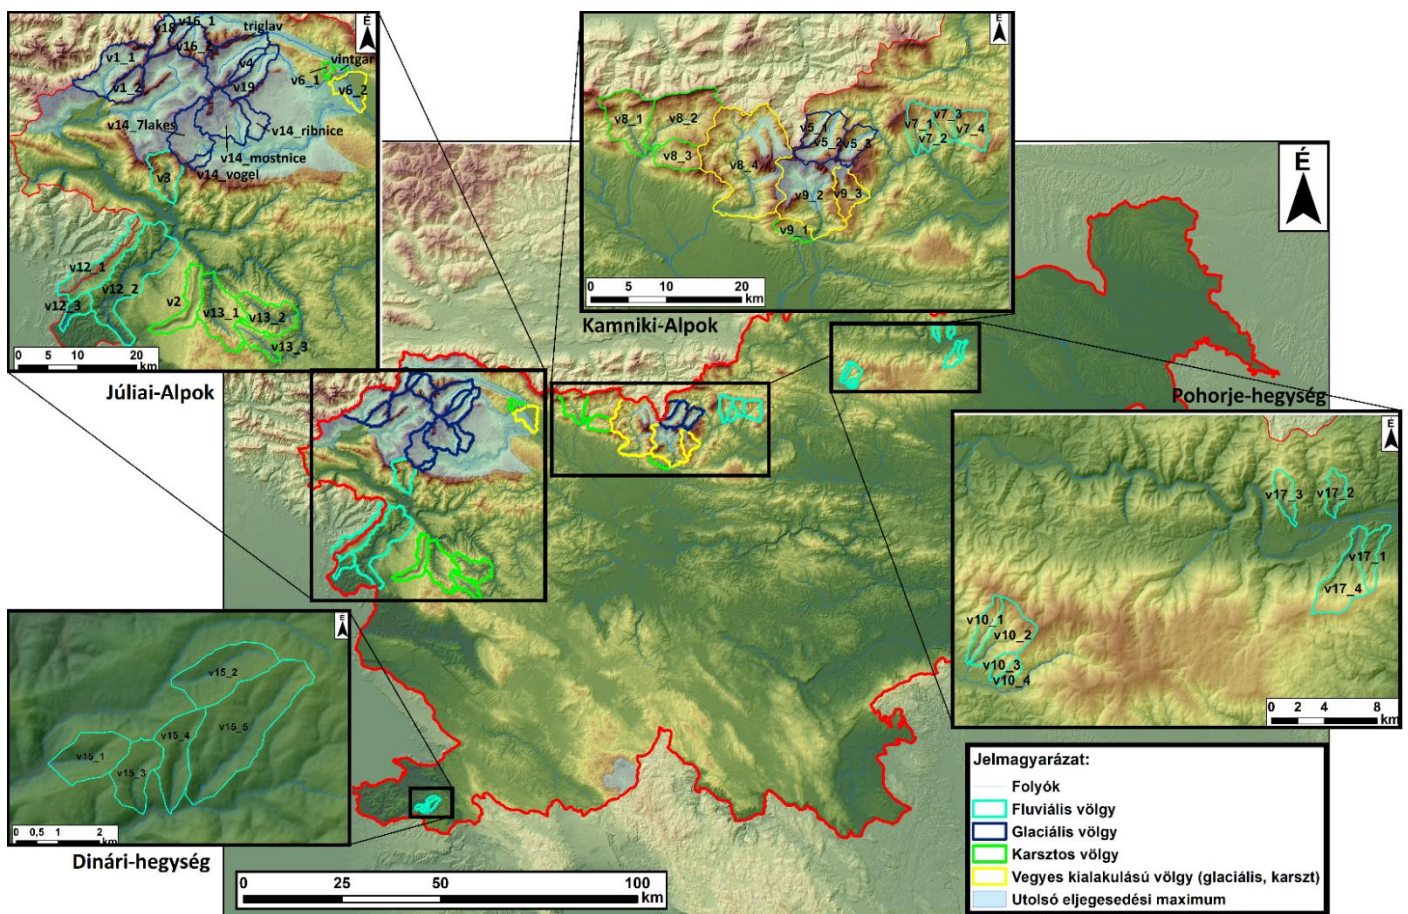 É
v18
v16_1
v16_2
triglav
v1_1
v1_2
v4
v19
vintgar
v6_1
v6_2
v14_7lakes
v14_ribnice
v14_mostnice
v14_vogel
v3
v12_1
v12_2
v12_3
v2
v13_1
v13_2
v13_3
0 5 10 20
km
Júliai-Alpok
É
v8_1
v8_2
v8_3
v8_4
v5_1
v5_2
v5_3
v7_1
v7_3
v7_4
v7_2
v9_2
v9_3
v9_1
0 5 10 20
km
Kamniki-Alpok
É
Pohorje-hegység
É
v17_3
v17_2
v17_1
v17_4
v10_1
v10_2
v10_3
v10_4
0 2 4 8
km
É
v15_2
v15_5
v15_4
v15_1
v15_3
0 0,5 1 2
km
Dinári-hegység
0 25 50 100
km
Jelmagyarázat:
Folyók
Fluviális völgy
Glaciális völgy
Karsztos völgy
Vegyes kialakulású völgy (glaciális, karszt)
Utolsó eljegesedési maximum